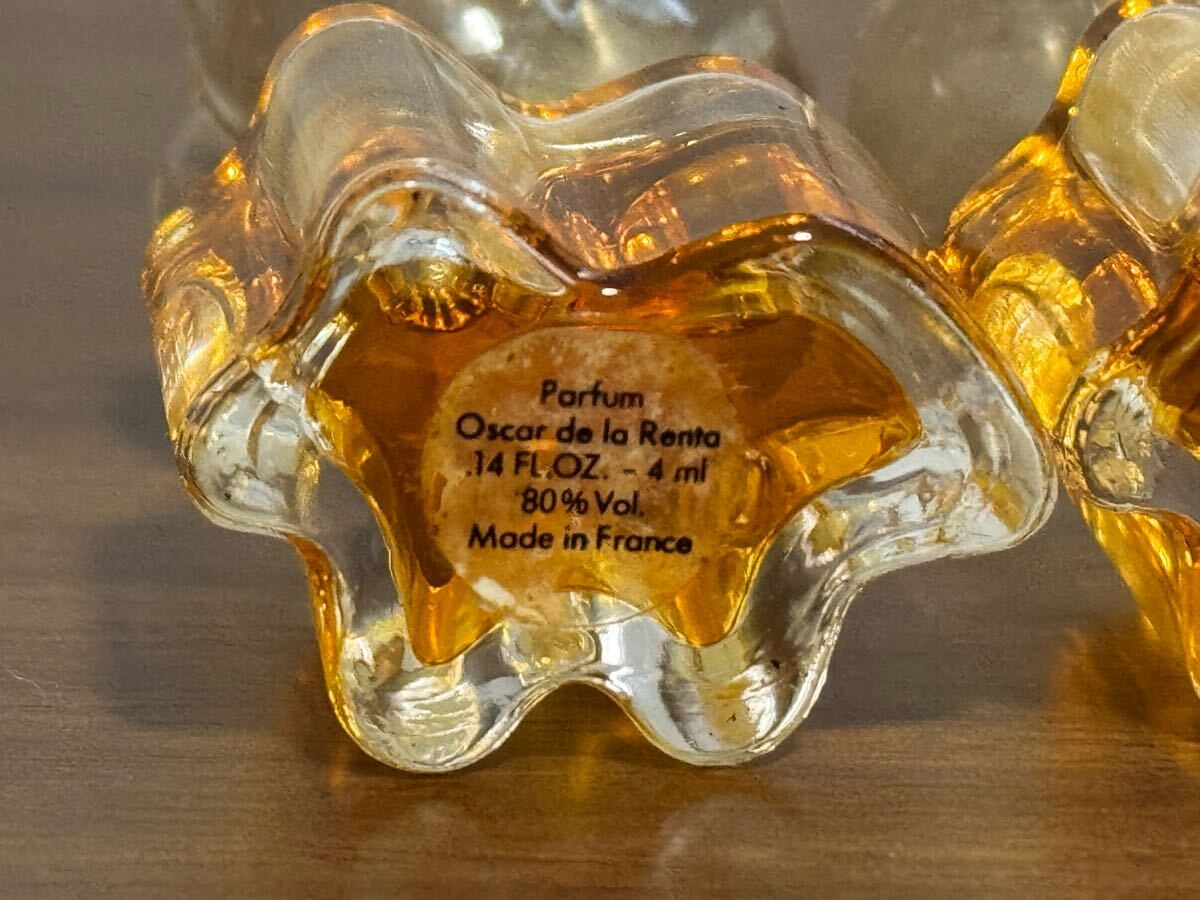 Parfum
Oscar de la Renta
.14 FL.OZ. - 4 ml
80% Vol.
Made in France